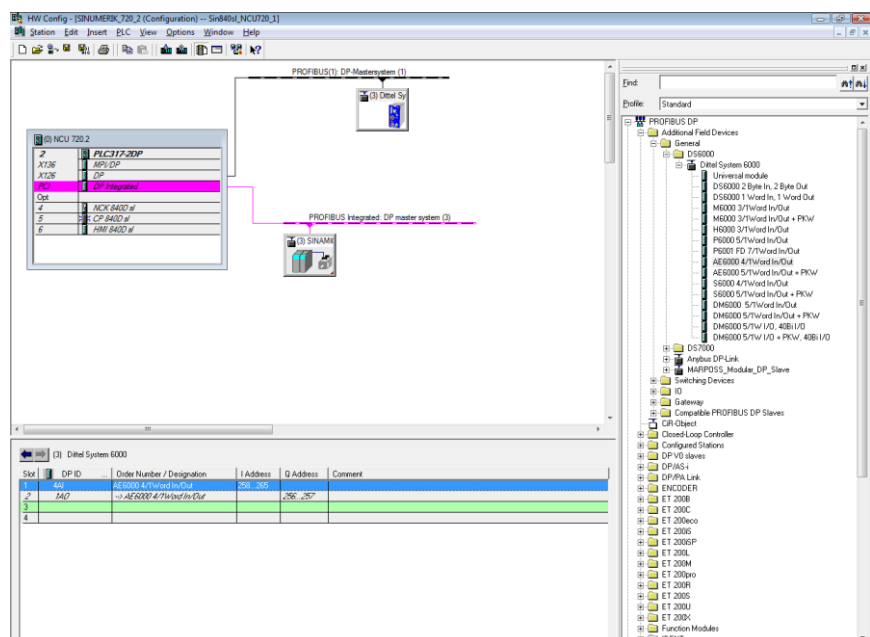 HW Config - [SINUMERIK_720_2 (Configuration) -- Sin840sl_NCU720_1]
Station Edit Insert PLC View Options Window Help
PROFIBUS(1): DP-Mastersystem (1)
(3) Dittel Sy
(0) NCU 720.2
2 PLC317-2DP
X136 MPI/DP
X126 DP
PCI DP Integrated
Opt
4 NCK 840D sl
5 CP 840D sl
6 HMI 840D sl
PROFIBUS Integrated: DP master system (3)
(3) SINAMI
(3) Dittel System 6000
Slot DP ID ... Order Number / Designation I Address Q Address Comment
1 4AI AE6000 4/1Word In/Out 258...265
2 1AO --> AE6000 4/1Word In/Out 256...257
3
4
Find:
Profile: Standard
PROFIBUS DP
Additional Field Devices
General
DS6000
Dittel System 6000
Universal module
DS6000 2 Byte In, 2 Byte Out
DS6000 1 Word In, 1 Word Out
M6000 3/1Word In/Out
M6000 3/1Word In/Out + PKW
H6000 3/1Word In/Out
P6000 5/1Word In/Out
P6001 FD 7/1Word In/Out
AE6000 4/1Word In/Out
AE6000 5/1Word In/Out + PKW
S6000 4/1Word In/Out
S6000 5/1Word In/Out + PKW
DM6000 5/1Word In/Out
DM6000 5/1Word In/Out + PKW
DM6000 5/1W I/O, 40Bi I/O
DM6000 5/1W I/O + PKW, 40Bi I/O
DS7000
Anybus DP-Link
MARPOSS_Modular_DP_Slave
Switching Devices
IO
Gateway
Compatible PROFIBUS DP Slaves
CiR-Object
Closed-Loop Controller
Configured Stations
DP V0 slaves
DP/AS-i
DP/PA Link
ENCODER
ET 200B
ET 200C
ET 200eco
ET 200iS
ET 200iSP
ET 200L
ET 200M
ET 200pro
ET 200R
ET 200S
ET 200U
ET 200X
Function Modules